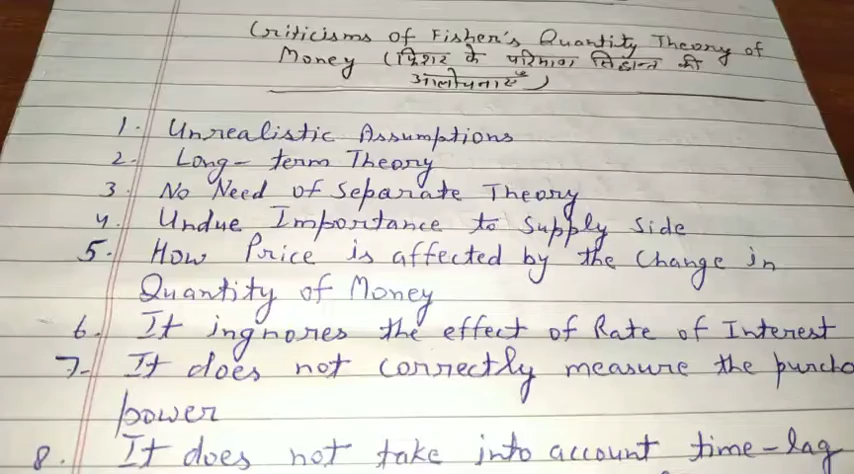 Criticisms of Fisher's Quantity Theory of
Money (फिशर के परिमाण सिद्धान्त की
आलोचनाएँ)
1. Unrealistic Assumptions
2. Long-term Theory
3. No Need of Separate Theory
4. Undue Importance to Supply Side
5. How Price is affected by the Change in
Quantity of Money
6. It ingnores the effect of Rate of Interest
7- It does not correctly measure the
power
8. It does not take into account time-lag